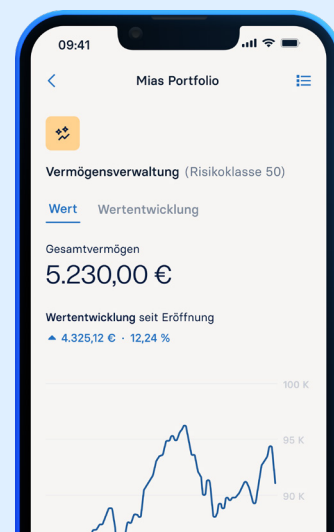 09:41
Mias Portfolio
Vermögensverwaltung (Risikoklasse 50)
Wert Wertentwicklung
Gesamtvermögen
5.230,00 €
Wertentwicklung seit Eröffnung
4.325,12 € · 12,24 %
100 K
95 K
90 K